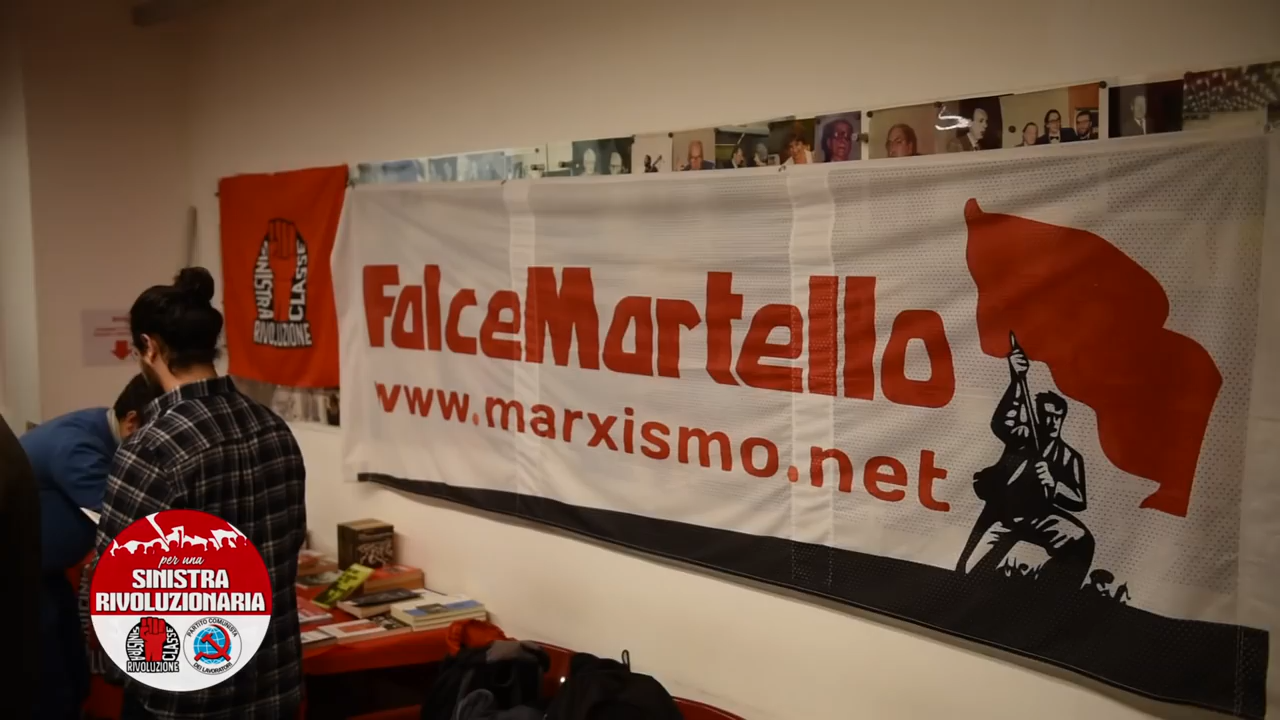 SINISTRA
CLASSE
RIVOLUZIONE
FalceMartello
www.marxismo.net
per una
SINISTRA
RIVOLUZIONARIA
SINISTRA
CLASSE
RIVOLUZIONE
PARTITO COMUNISTA
DEI LAVORATORI